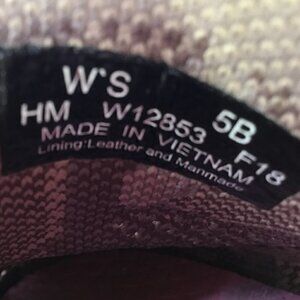 W'S
HM W12853 5B
MADE IN VIETNAM F18
Lining:Leather and Manmade